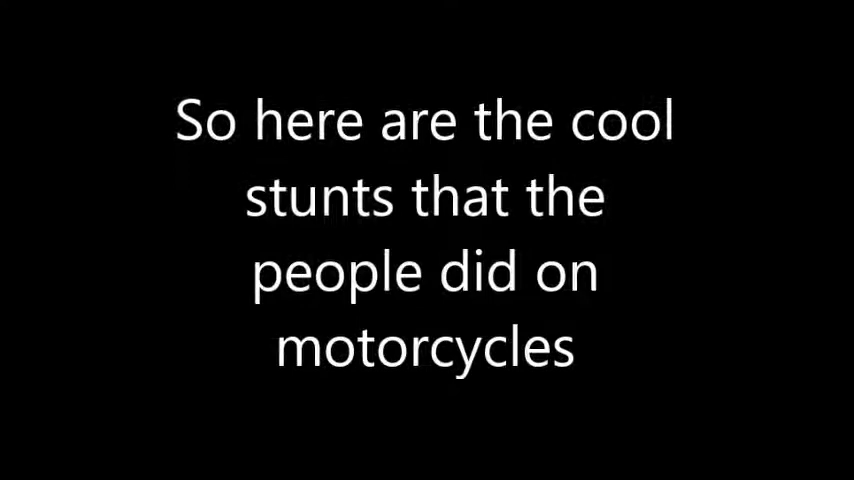 So here are the cool
stunts that the
people did on
motorcycles